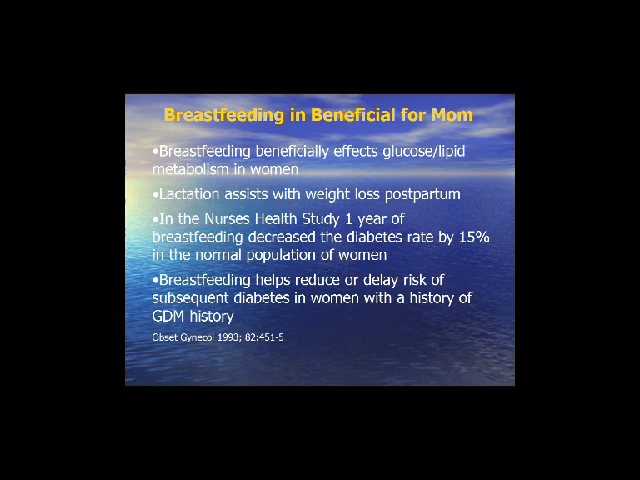 Breastfeeding in Beneficial for Mom
•Breastfeeding beneficially effects glucose/lipid
metabolism in women
•Lactation assists with weight loss postpartum
•In the Nurses Health Study 1 year of
breastfeeding decreased the diabetes rate by 15%
in the normal population of women
•Breastfeeding helps reduce or delay risk of
subsequent diabetes in women with a history of
GDM history
Obset Gynecol 1993; 82:451-5